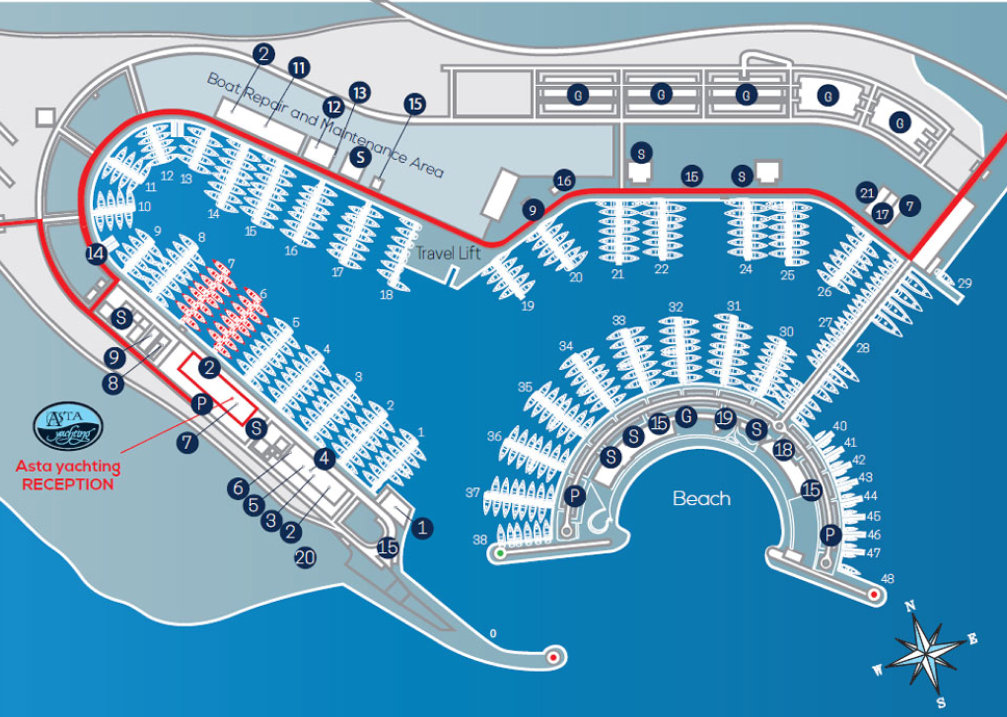 2
11
Boat Repair and Maintenance Area
12
13
15
S
G
G
G
G
G
S
15
S
16
9
21
17
7
12
13
11
10
14
15
16
17
18
Travel Lift
19
20
21
22
24
25
26
27
28
29
14
9
8
7
6
5
4
3
2
1
S
9
8
2
P
7
S
4
6
5
3
2
20
1
15
ASTA
yachting
Asta yachting
RECEPTION
30
31
32
33
34
35
36
37
38
P
S
S
15
G
19
S
18
15
P
Beach
40
41
42
43
44
45
46
47
48
0
N
E
S
W